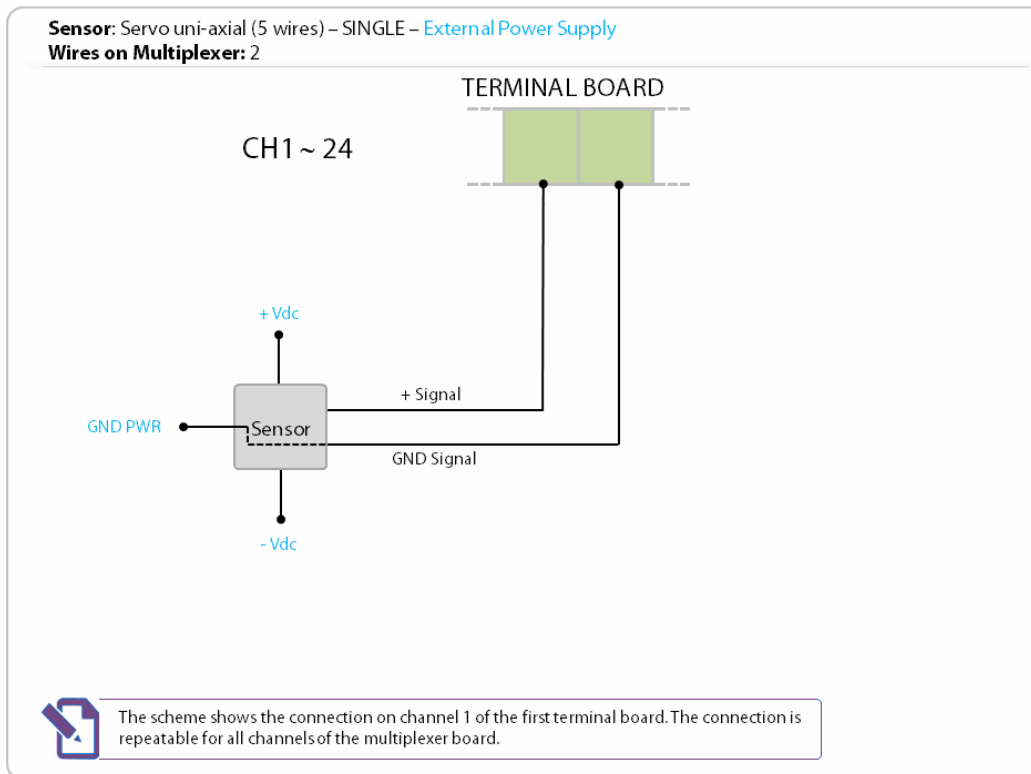 Sensor: Servo uni-axial (5 wires) – SINGLE – External Power Supply
Wires on Multiplexer: 2
TERMINAL BOARD
CH1 ~ 24
+ Vdc
+ Signal
GND PWR
Sensor
GND Signal
- Vdc
The scheme shows the connection on channel 1 of the first terminal board. The connection is
repeatable for all channels of the multiplexer board.